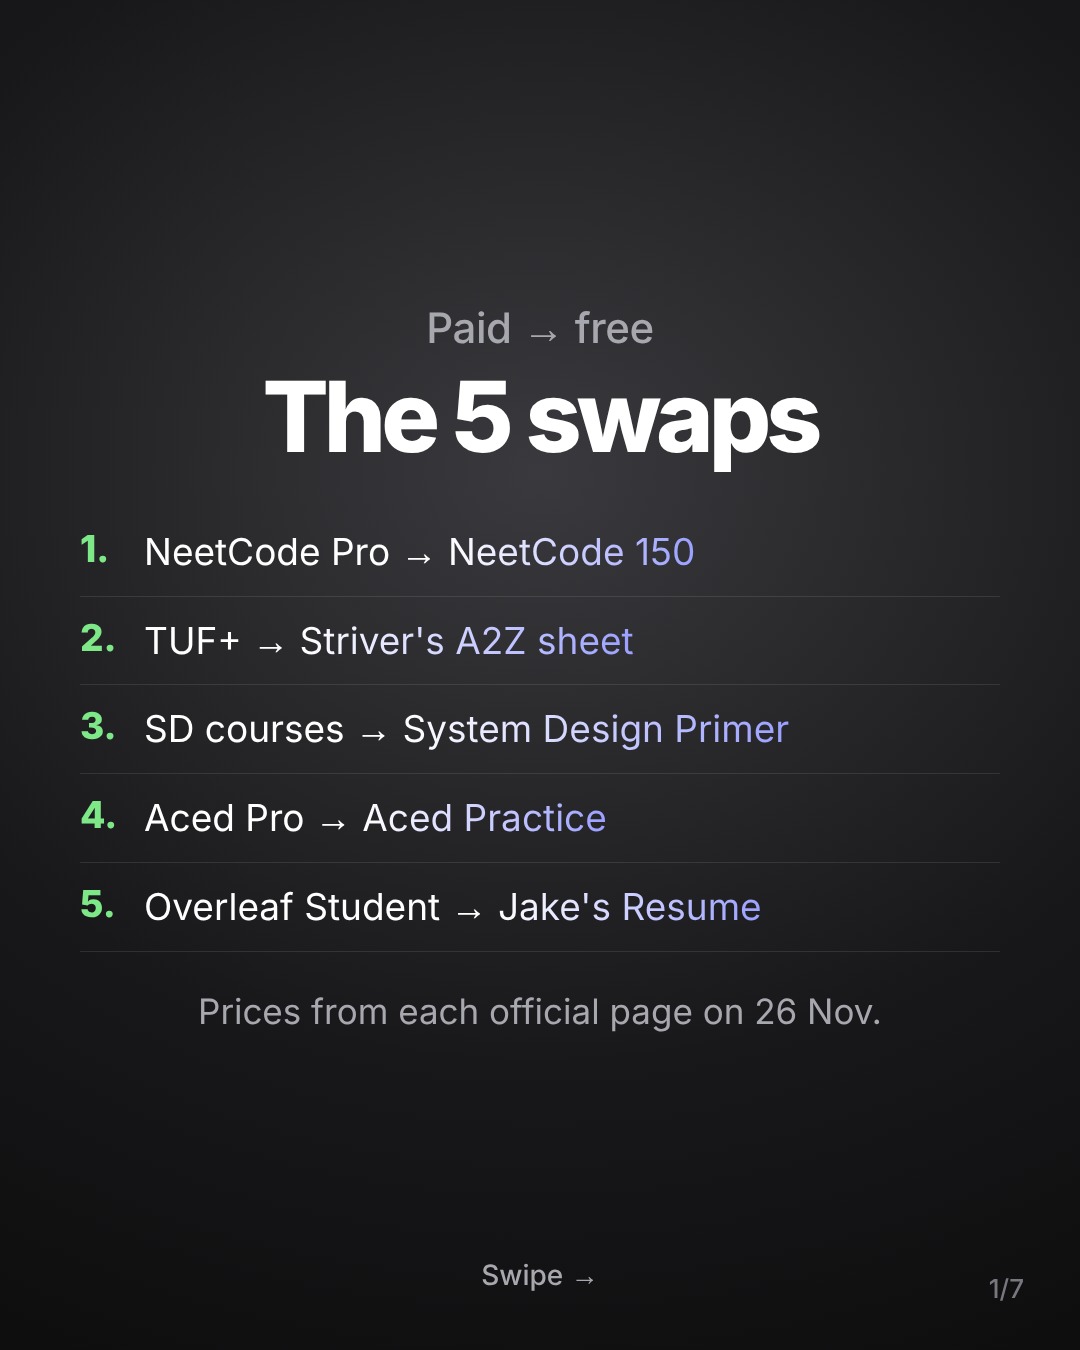 Paid → free
The 5 swaps
1. NeetCode Pro → NeetCode 150
2. TUF+ → Striver's A2Z sheet
3. SD courses → System Design Primer
4. Aced Pro → Aced Practice
5. Overleaf Student → Jake's Resume
Prices from each official page on 26 Nov.
Swipe →
1/7